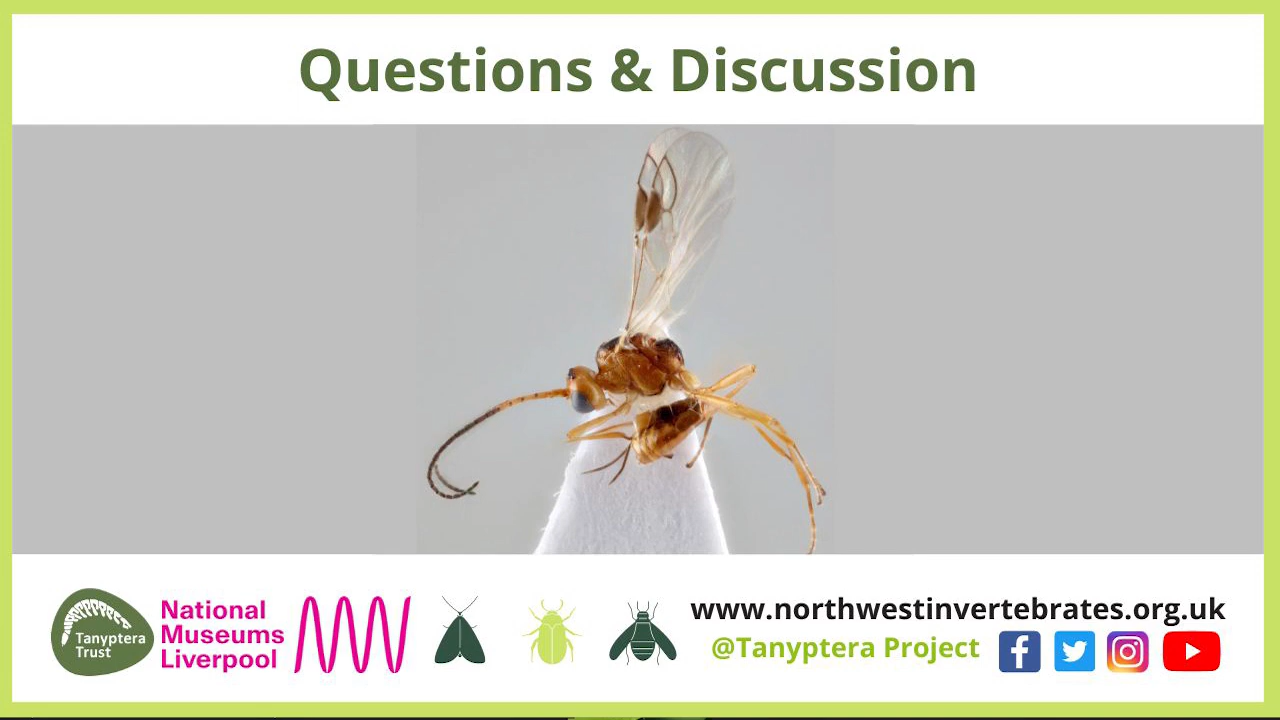 Questions & Discussion
Tanyptera
Trust
National
Museums
Liverpool
www.northwestinvertebrates.org.uk
@Tanyptera Project